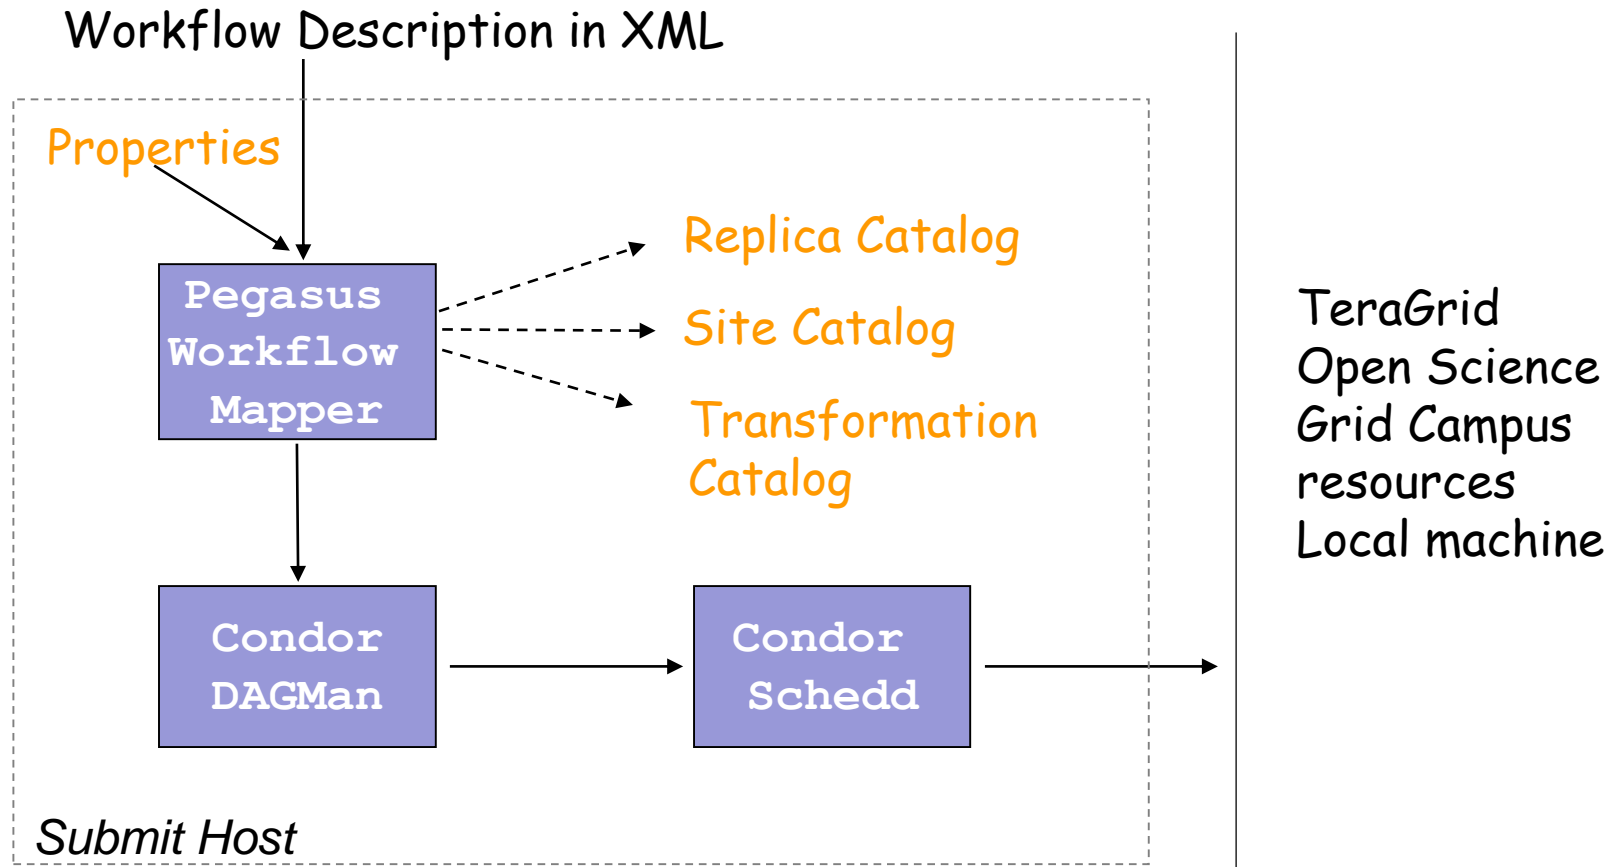 Workflow Description in XML
Properties
Replica Catalog
Pegasus
Workflow
Mapper
Site Catalog
Transformation
Catalog
TeraGrid
Open Science
Grid Campus
resources
Local machine
Condor
DAGMan
Condor
Schedd
Submit Host